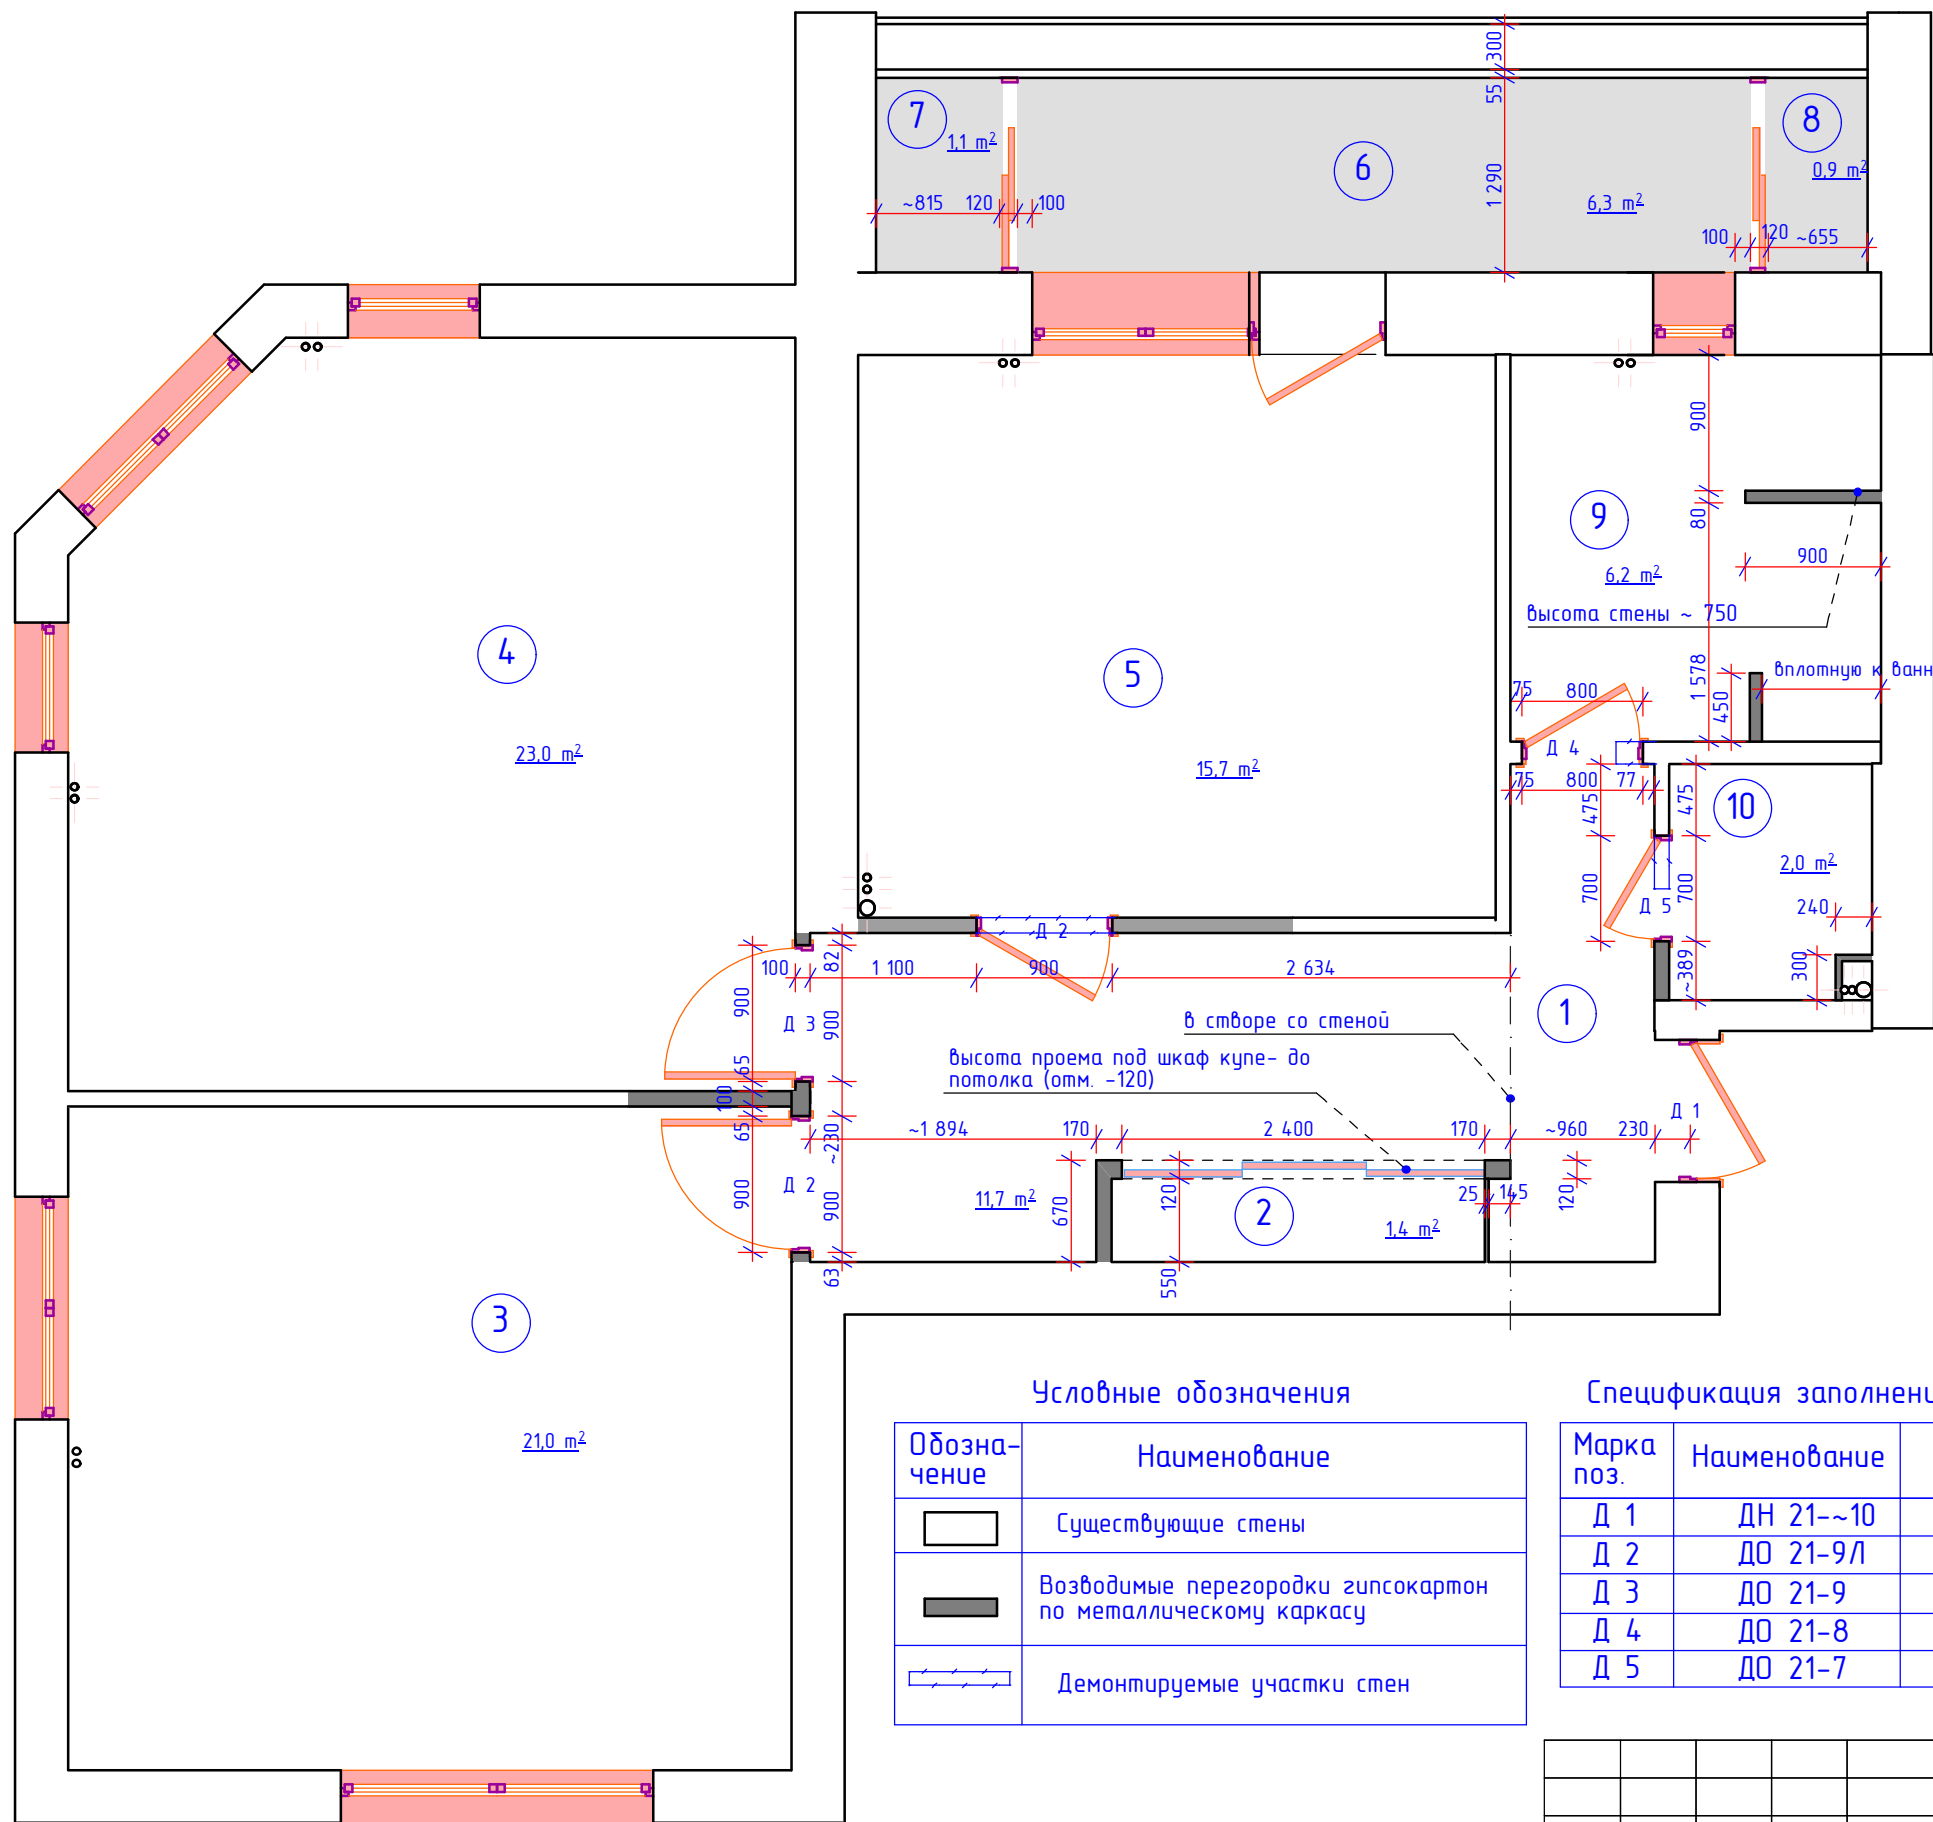 300
55
7
1,1 m²
6
8
0,9 m²
1 290
6,3 m²
~815 120 100
100 120 ~655
900
9
80
900
6,2 m²
высота стены ~ 750
4
5
1 578
450
вплотную к ванн
75 800
23,0 m²
15,7 m²
Д 4
75 800 77
475
475
10
2,0 m²
700
700
Д 5
240
Д 2
82
100
1 100 900 2 634
~389
300
900
Д 3
900
1
в створе со стеной
высота проема под шкаф купе- до
потолка (отм. -120)
65
100
65
Д 1
~1 894 170 2 400 170 ~960 230
~230
Д 2
900
900
11,7 m²
670
120
2
25 145
120
1,4 m²
63
550
3
21,0 m²
Условные обозначения
Обозна-
чение
Наименование
Существующие стены
Возводимые перегородки гипсокартон
по металлическому каркасу
Демонтируемые участки стен
Спецификация заполнени
Марка
поз.
Наименование
Д 1 ДН 21-~10
Д 2 ДО 21-9Л
Д 3 ДО 21-9
Д 4 ДО 21-8
Д 5 ДО 21-7